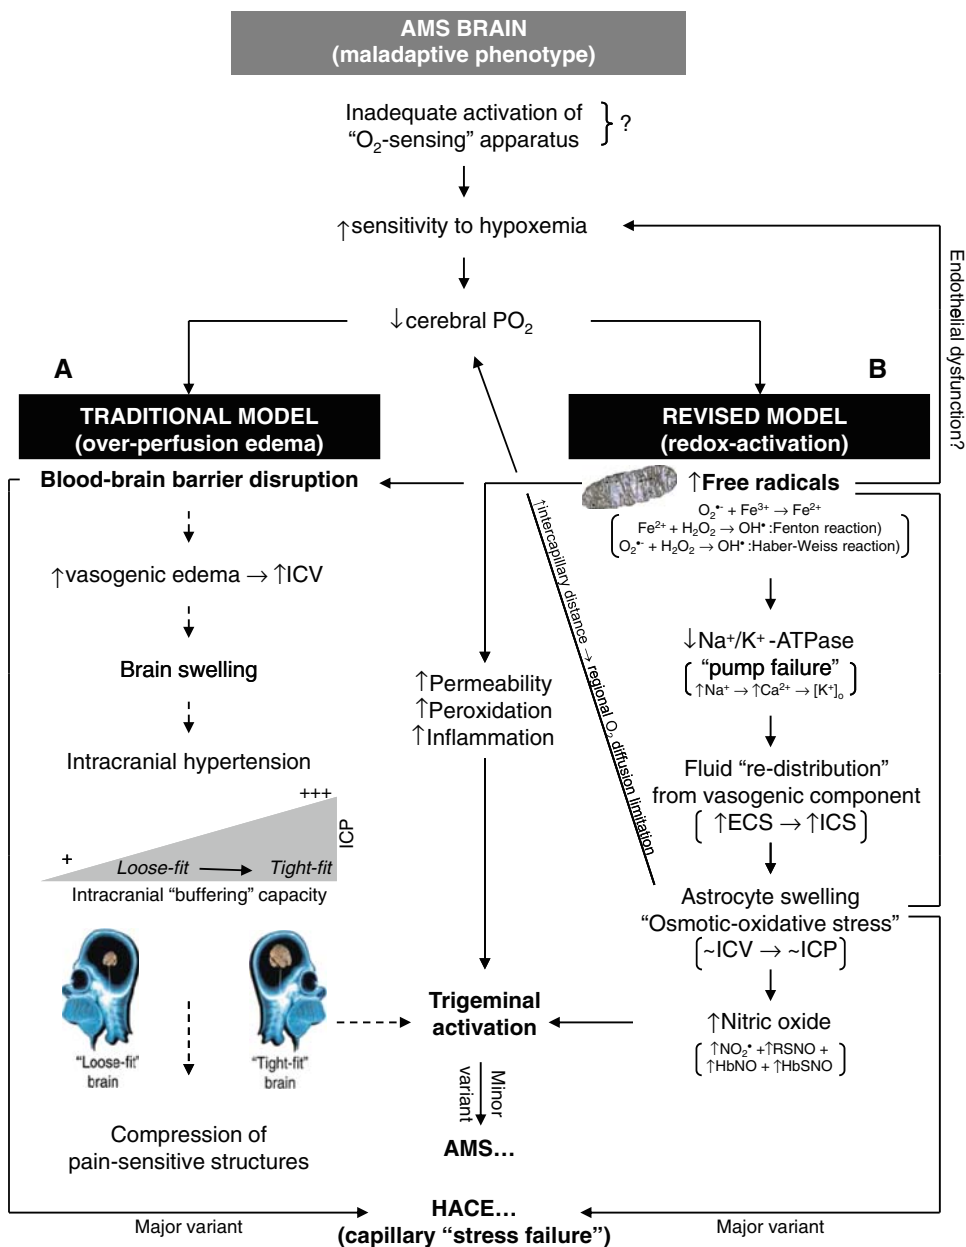 AMS BRAIN
(maladaptive phenotype)
Inadequate activation of
“O₂-sensing” apparatus
?
↑sensitivity to hypoxemia
↓cerebral PO₂
Endothelial dysfunction?
A
TRADITIONAL MODEL
(over-perfusion edema)
Blood-brain barrier disruption
↑vasogenic edema → ↑ICV
Brain swelling
Intracranial hypertension
+
+++
ICP
Loose-fit
Tight-fit
Intracranial “buffering” capacity
“Loose-fit”
brain
“Tight-fit”
brain
Compression of
pain-sensitive structures
Major variant
↑Permeability
↑Peroxidation
↑Inflammation
↑intercapillary distance → regional O₂ diffusion limitation
B
REVISED MODEL
(redox-activation)
↑Free radicals
O₂•- + Fe³⁺ → Fe²⁺
Fe²⁺ + H₂O₂ → OH• :Fenton reaction)
O₂•- + H₂O₂ → OH• :Haber-Weiss reaction)
↓Na⁺/K⁺ -ATPase
“pump failure”
↑Na⁺ → ↑Ca²⁺ → [K⁺]ₒ
Fluid “re-distribution”
from vasogenic component
↑ECS → ↑ICS
Astrocyte swelling
“Osmotic-oxidative stress”
~ICV → ~ICP
↑Nitric oxide
↑NO₂• +↑RSNO +
↑HbNO + ↑HbSNO
Trigeminal
activation
Minor
variant
AMS...
HACE...
(capillary “stress failure”)
Major variant